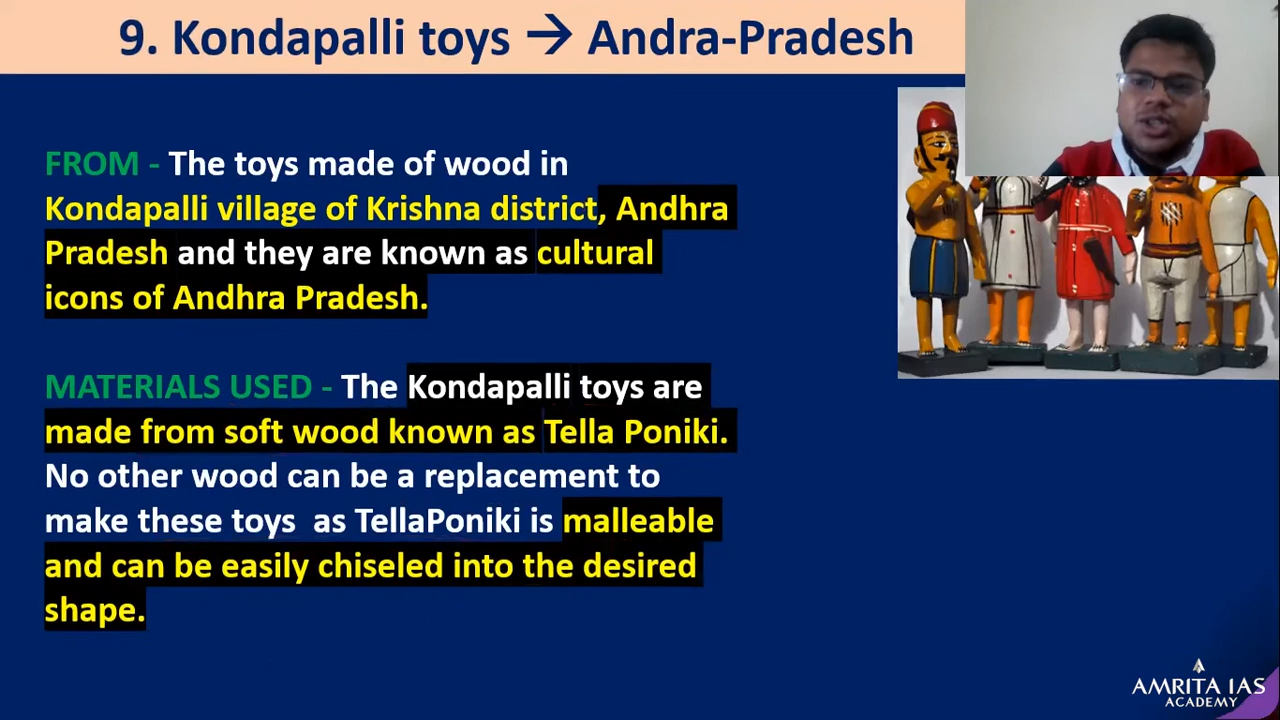 9. Kondapalli toys → Andra-Pradesh
FROM - The toys made of wood in
Kondapalli village of Krishna district, Andhra
Pradesh and they are known as cultural
icons of Andhra Pradesh.
MATERIALS USED - The Kondapalli toys are
made from soft wood known as Tella Poniki.
No other wood can be a replacement to
make these toys as TellaPoniki is malleable
and can be easily chiseled into the desired
shape.
AMRITA IAS
ACADEMY